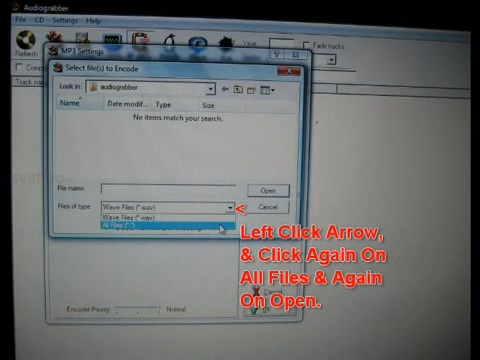 Audiograbber
File CD Settings Help
Refresh
Fade tracks
MP3 Settings
Select file(s) to Encode
Look in: audiograbber
Name Date modif... Type Size
No items match your search.
File name:
Open
Files of type: Wave Files (*.wav)
Cancel
Wave Files (*.wav)
All Files (*.*)
<
Left Click Arrow,
& Click Again On
All Files & Again
On Open.
Cancel
Encoder Priority: Normal